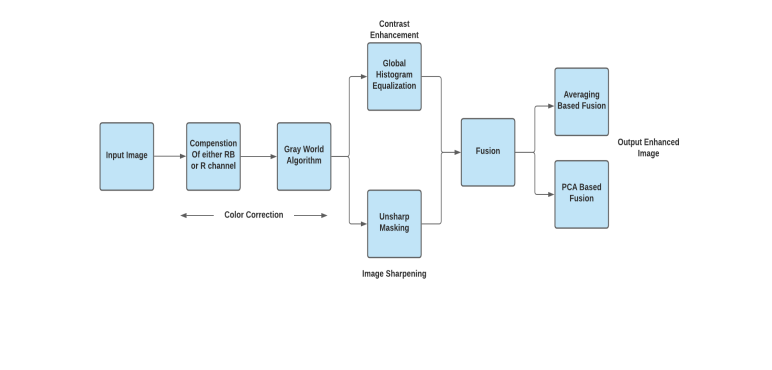 Contrast
Enhancement
Global
Histogram
Equalization
Input Image
Compenstion
Of either RB
or R channel
Gray World
Algorithm
Color Correction
Unsharp
Masking
Image Sharpening
Fusion
Averaging
Based Fusion
PCA Based
Fusion
Output Enhanced
Image